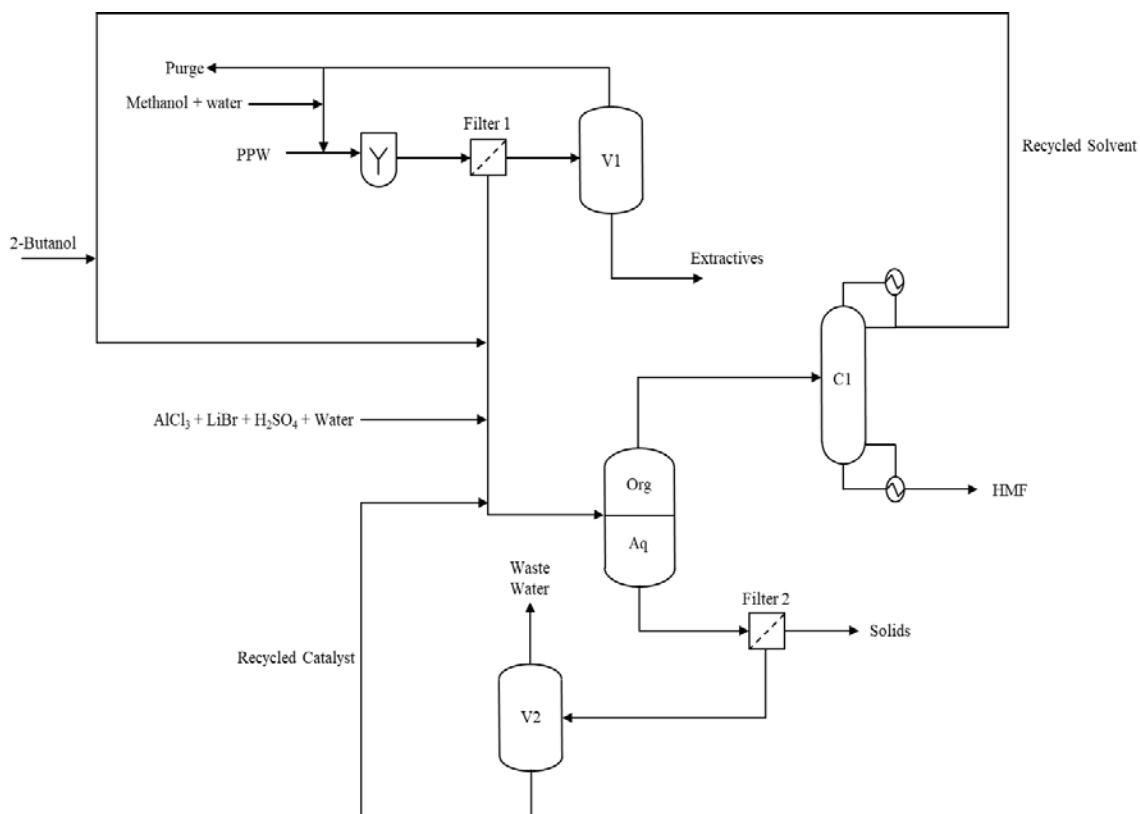 Purge
Methanol + water
Filter 1
PPW
V1
Recycled Solvent
2-Butanol
Extractives
C1
AlCl₃ + LiBr + H₂SO₄ + Water
Org
HMF
Aq
Waste
Water
Filter 2
Solids
Recycled Catalyst
V2